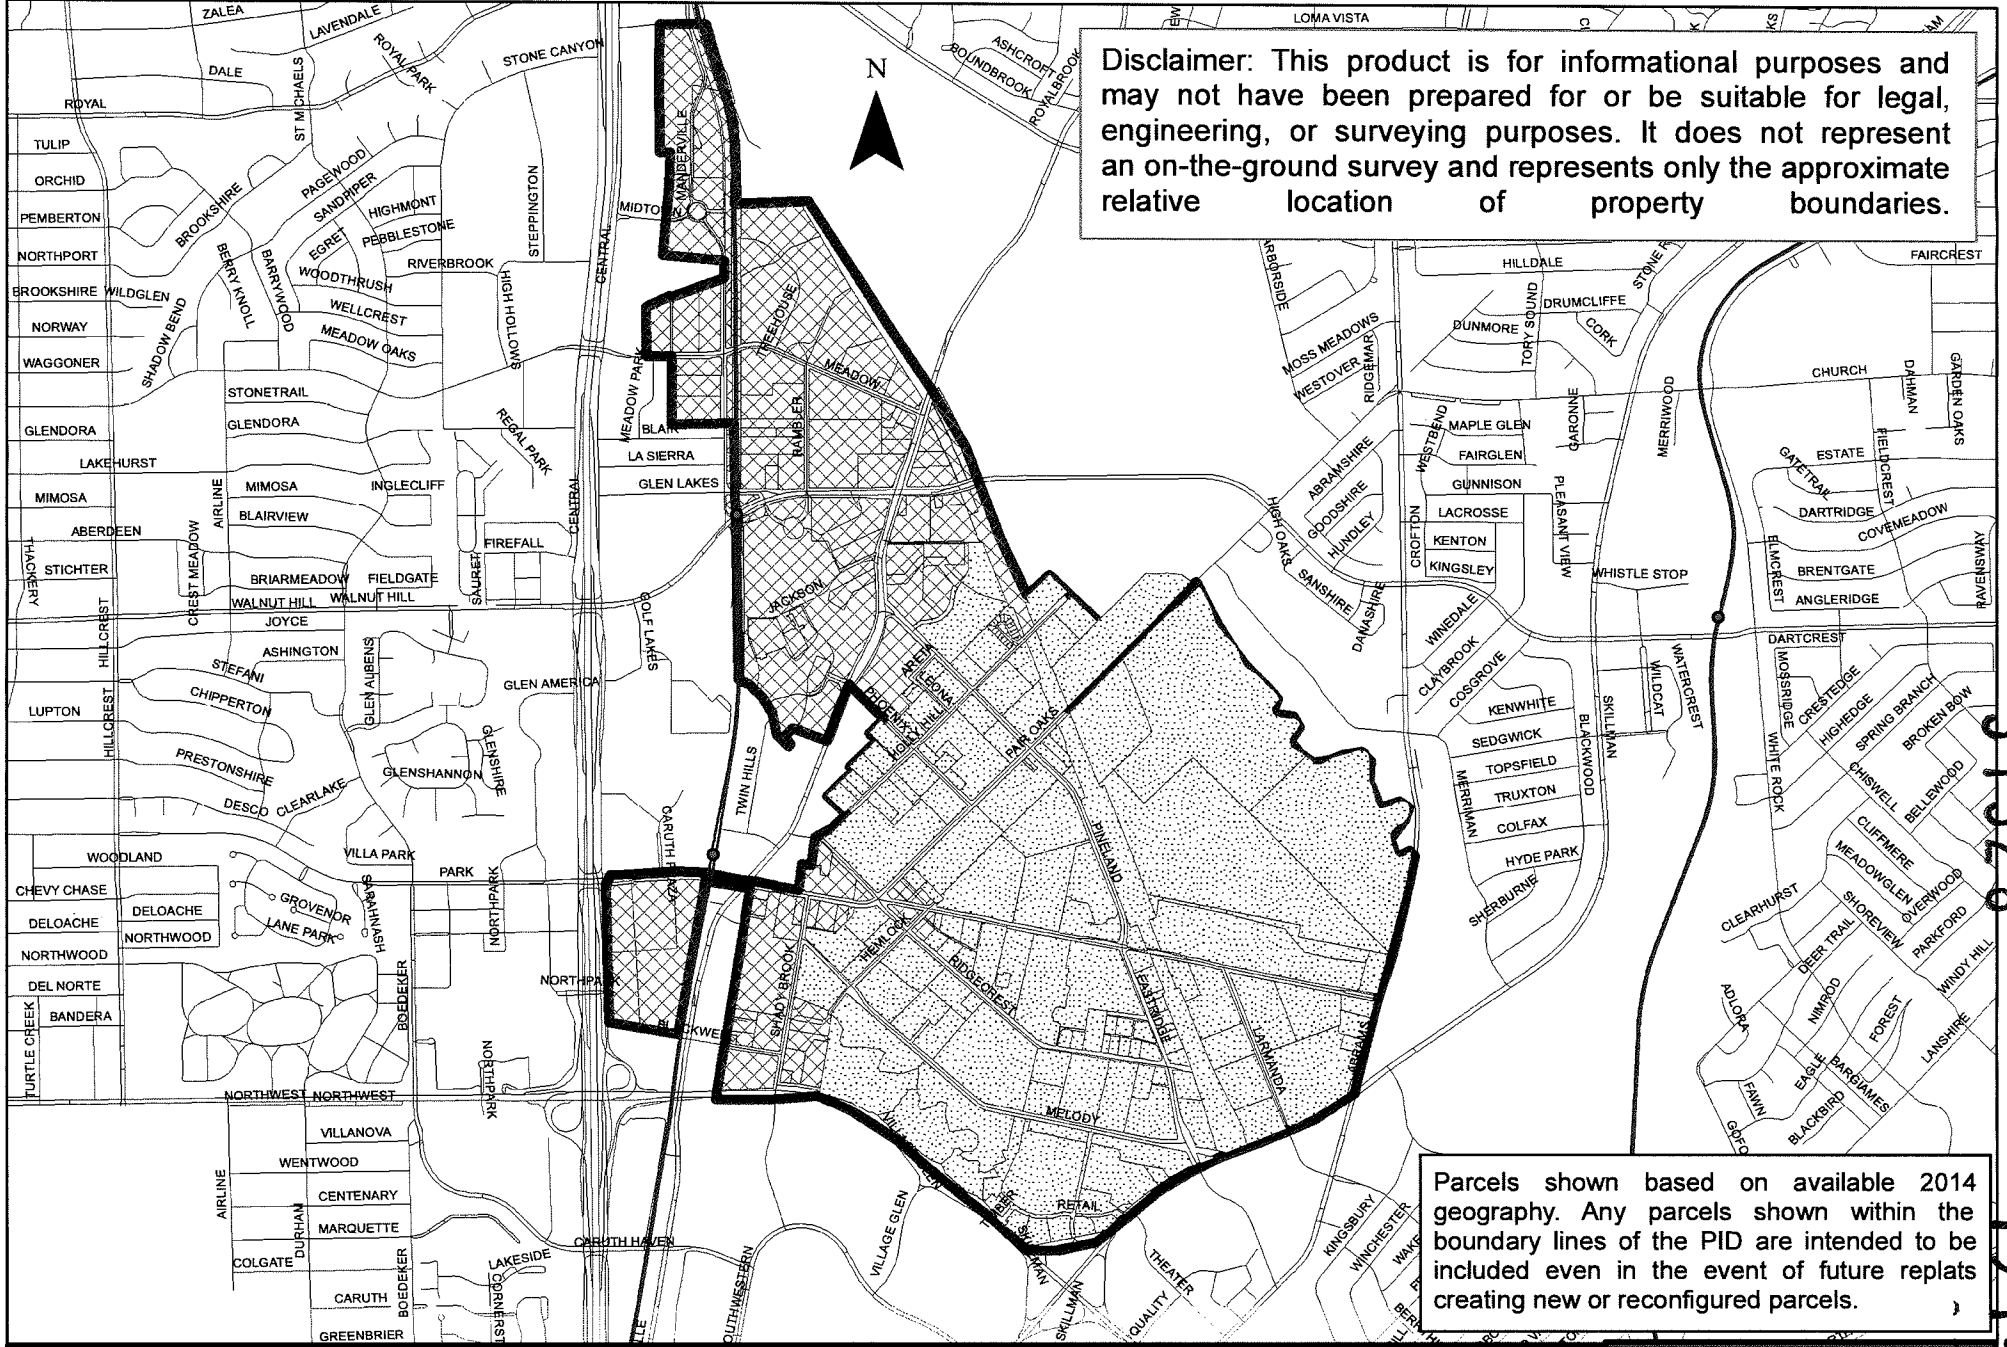 ZALEA
LAVENDALE
ROYAL PARK
DALE
STONE CANYON
ROYAL
ST MICHAELS
TULIP
ORCHID
PEMBERTON
NORTHPORT
BROOKSHIRE WILDGLEN
NORWAY
WAGGONER
BROOKSHIRE
PAGEWOOD
SANDPIPER
HIGHMONT
EGRET
PEBBLESTONE
RIVERBROOK
WOODTHRUSH
WELLCREST
MEADOW OAKS
BERRY KNOLL
BARRYWOOD
SHADOW BEND
STEPPINGTON
HIGH HOLLOWS
CENTRAL
STONETRAIL
GLENDORA
GLENDORA
LAKEHURST
MIMOSA
MIMOSA
INGLECLIFF
BLAIRVIEW
ABERDEEN
AIRLINE
CREST MEADOW
REGAL PARK
CENTRAL
FIREFALL
THACKERY
STICHTER
BRIARMEADOW
FIELDGATE
WALNUT HILL
WALNUT HILL
SAURET
JOYCE
HILLCREST
ASHINGTON
STEFANI
CHIPPERTON
GLEN ALBENS
GLEN AMERICA
GOLF LAKES
LUPTON
HILLCREST
PRESTONSHIRE
GLENSHANNON
GLENSHIRE
DESCO
CLEARLAKE
WOODLAND
VILLA PARK
PARK
CHEVY CHASE
DELOACHE
DELOACHE
NORTHWOOD
NORTHWOOD
GROVENOR
LANE PARK
SARAHNASH
NORTHPARK
NORTHPARK
DEL NORTE
BANDERA
TURTLE CREEK
BOEDEKER
NORTHPARK
NORTHWEST
NORTHWEST
VILLANOVA
WENTWOOD
CENTENARY
MARQUETTE
COLGATE
CARUTH
GREENBRIER
AIRLINE
DURHAM
BOEDEKER
LAKESIDE
CORNERST
CARUTH HAVEN
N
MANDERVILLE
MIDTO
N
TREEHOUSE
MEADOW
MEADOW PARK
RAMBLER
BLAIR
LA SIERRA
GLEN LAKES
JACKSON
TWIN HILLS
CARUTH PLAZA
ARETA
LEONA
PHOENIX
HOLLY HILL
FAIR OAKS
PINELAND
HEMLOCK
RIDGECREST
EASTRIDGE
SHADY BROOK
LARMANDA
ABRAMS
MELODY
RETAIL
VILLAGE GLEN
SKILLMAN
THEATER
QUALITY
OUTHWESTERN
LLE
LOMA VISTA
ASHCROFT
BOUNDBROOK
ROYALBROOK
Disclaimer: This product is for informational purposes and
may not have been prepared for or be suitable for legal,
engineering, or surveying purposes. It does not represent
an on-the-ground survey and represents only the approximate
relative location of property boundaries.
ARBORSIDE
HILLDALE
STONE R
FAIRCREST
DRUMCLIFFE
DUNMORE
TORY SOUND
CORK
MOSS MEADOWS
WESTOVER
RIDGEMAR
CHURCH
DAHMAN
GARDEN OAKS
WESTBEND
MAPLE GLEN
GARONNE
MERRIWOOD
FAIRGLEN
ESTATE
GATETRAIL
FIELDCREST
ABRAMSHIRE
GUNNISON
GOODSHIRE
HUNDLEY
HIGH OAKS
LACROSSE
PLEASANT VIEW
DARTRIDGE
COVEMEADOW
CROFTON
KENTON
KINGSLEY
SANSHIRE
DANASHIRE
WHISTLE STOP
ELMCREST
BRENTGATE
ANGLERIDGE
RAVENSWAY
WINEDALE
CLAYBROOK
COSGROVE
DARTCREST
MOSSRIDGE
WATERCREST
WILDCAT
SKILLMAN
BLACKWOOD
KENWHITE
SEDGWICK
TOPSFIELD
TRUXTON
COLFAX
MERRIMAN
HYDE PARK
SHERBURNE
CRESTEDGE
HIGHEDGE
SPRING BRANCH
BROKEN BOW
WHITE ROCK
CHISWELL
BELLEWOOD
CLIFFMERE
MEADOWGLEN
OVERWOOD
SHOREVIEW
PARKFORD
CLEARHURST
DEER TRAIL
WINDY HILL
ADLORA
NIMROD
FOREST
LANSHIRE
EAGLE
BARGIAMES
FAWN
BLACKBIRD
GOFO
KINGSBURY
WINCHESTER
Parcels shown based on available 2014
geography. Any parcels shown within the
boundary lines of the PID are intended to be
included even in the event of future replats
creating new or reconfigured parcels.